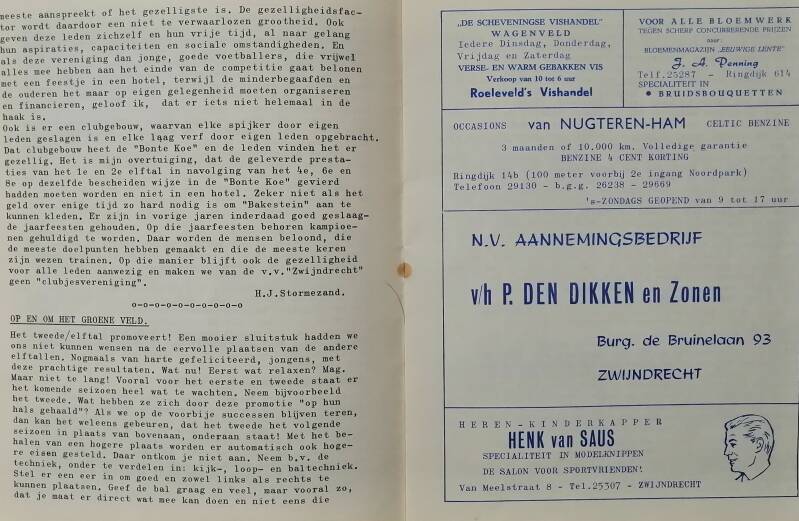 meeste aanspreekt of het gezelligste is. De gezelligheidsfac-
tor wordt daardoor een niet te verwaarlozen grootheid. Ook
geven deze leden zichzelf en hun vrije tijd, al naar gelang
hun aspiraties, capaciteiten en sociale omstandigheden. En
als deze vereniging dan jonge, goede voetballers, die vrijwel
alles mee hebben aan het einde van de competitie gaat belonen
met een feestje in een hotel, terwijl de minderbegaafden en
de ouderen het maar op eigen gelegenheid moeten organiseren
en financieren, geloof ik, dat er iets niet helemaal in de
haak is.
Ook is er een clubgebouw, waarvan elke spijker door eigen
leden geslagen is en elke laag verf door eigen leden opgebracht.
Dat clubgebouw heet de "Bonte Koe" en de leden vinden het er
gezellig. Het is mijn overtuiging, dat de geleverde presta-
ties van het 1e en 2e elftal in navolging van het 4e, 6e en
8e op dezelfde bescheiden wijze in de "Bonte Koe" gevierd
hadden moeten worden en niet in een hotel. Zeker niet als het
geld over enige tijd zo hard nodig is om "Bakestein" aan te
kunnen kleden. Er zijn in vorige jaren inderdaad goed geslaag-
de jaarfeesten gehouden. Op die jaarfeesten behoren kampioe-
nen gehuldigd te worden. Daar worden de mensen beloond, die
de meeste doelpunten hebben gemaakt en die de meeste keren
zijn wezen trainen. Op die manier blijft ook de gezelligheid
voor alle leden aanwezig en maken we van de v.v."Zwijndrecht"
geen "clubjesvereniging".
H.J.Stormezand.
o-o-o-o-o-o-o-o-o-o
OP EN OM HET GROENE VELD.
Het tweede/elftal promoveert! Een mooier sluitstuk hadden we
ons niet kunnen wensen na de eervolle plaatsen van de andere
elftallen. Nogmaals van harte gefeliciteerd, jongens, met
deze prachtige resultaten. Wat nu! Eerst wat relaxen? Mag.
Maar niet te lang! Vooral voor het eerste en tweede staat er
het komende seizoen heel wat te wachten. Neem bijvoorbeeld
het tweede. Wat hebben ze zich door deze promotie "op hun
hals gehaald"? Als we op de voorbije successen blijven teren,
dan kan het weleens gebeuren, dat het tweede het volgende
seizoen in plaats van bovenaan, onderaan staat! Met het be-
halen van een hogere plaats worden er automatisch ook hoge-
re eisen gesteld. Daar ontkom je niet aan. Neem b.v. de
techniek, onder te verdelen in: kijk-, loop- en baltechniek.
Stel er een eer in om goed en zowel links als rechts te
kunnen plaatsen. Geef de bal graag en veel, maar vooral zo,
dat je maat er direct wat mee kan doen en niet eens die
„DE SCHEVENINGSE VISHANDEL"
WAGENVELD
Iedere Dinsdag, Donderdag,
Vrijdag en Zaterdag
VERSE- EN WARM GEBAKKEN VIS
Verkoop van 10 tot 6 uur
Roeleveld's Vishandel
VOOR ALLE BLOEMWERK
TEGEN SCHERP CONCURRERENDE PRIJZEN
naar:
BLOEMENMAGAZIJN „EEUWIGE LENTE"
J. A. Penning
Telf.25287 - Ringdijk 614
SPECIALITEIT IN
● BRUIDSBOUQUETTEN
OCCASIONS van NUGTEREN-HAM CELTIC BENZINE
3 maanden of 10.000 km. Volledige garantie
BENZINE 4 CENT KORTING
Ringdijk 14b (100 meter voorbij 2e ingang Noordpark)
Telefoon 29130 - b.g.g. 26238 - 29669
's-ZONDAGS GEOPEND van 9 tot 17 uur
N.V. AANNEMINGSBEDRIJF
v/h P. DEN DIKKEN en Zonen
Burg. de Bruinelaan 93
ZWIJNDRECHT
HEREN-KINDERKAPPER
HENK van SAUS
SPECIALITEIT IN MODELKNIPPEN
DE SALON VOOR SPORTVRIENDEN!
Van Meelstraat 8 - Tel.25307 - ZWIJNDRECHT